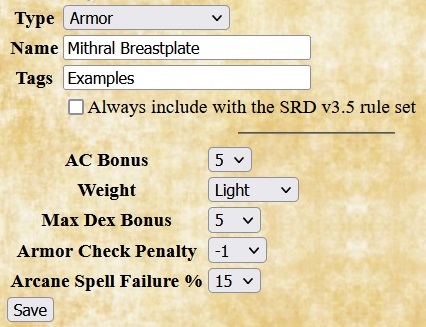 Type Armor
Name Mithral Breastplate
Tags Examples
Always include with the SRD v3.5 rule set
AC Bonus 5
Weight Light
Max Dex Bonus 5
Armor Check Penalty -1
Arcane Spell Failure % 15
Save